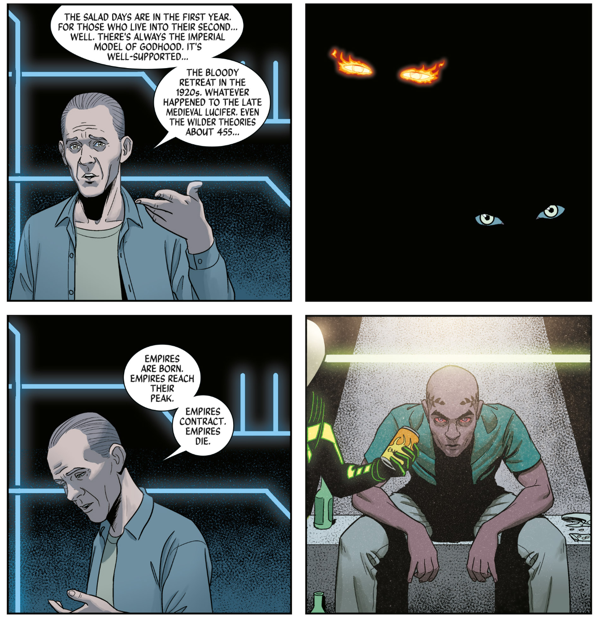 THE SALAD DAYS ARE IN THE FIRST YEAR.
FOR THOSE WHO LIVE INTO THEIR SECOND...
WELL. THERE'S ALWAYS THE IMPERIAL
MODEL OF GODHOOD. IT'S
WELL-SUPPORTED...
THE BLOODY
RETREAT IN THE
1920s. WHATEVER
HAPPENED TO THE LATE
MEDIEVAL LUCIFER. EVEN
THE WILDER THEORIES
ABOUT 455...
EMPIRES
ARE BORN.
EMPIRES REACH
THEIR
PEAK.
EMPIRES
CONTRACT.
EMPIRES
DIE.